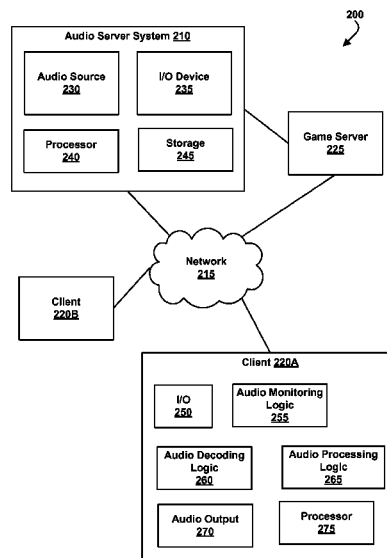 200
Audio Server System 210
Audio Source
230
I/O Device
235
Processor
240
Storage
245
Game Server
225
Network
215
Client
220B
Client 220A
I/O
250
Audio Monitoring
Logic
255
Audio Decoding
Logic
260
Audio Processing
Logic
265
Audio Output
270
Processor
275